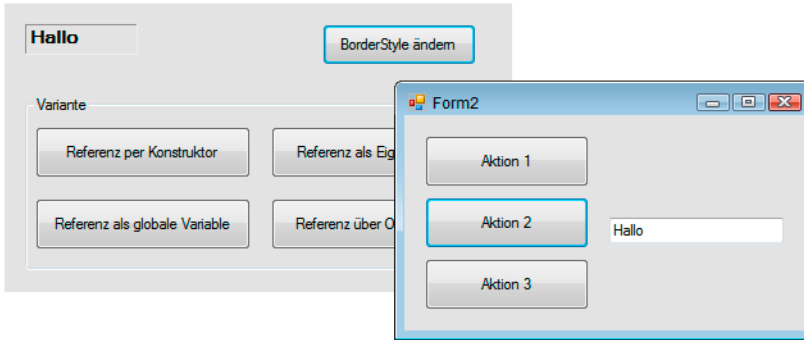 Hallo
BorderStyle ändern
Variante
Referenz per Konstruktor
Referenz als Eig
Referenz als globale Variable
Referenz über O
Form2
Aktion 1
Aktion 2
Hallo
Aktion 3